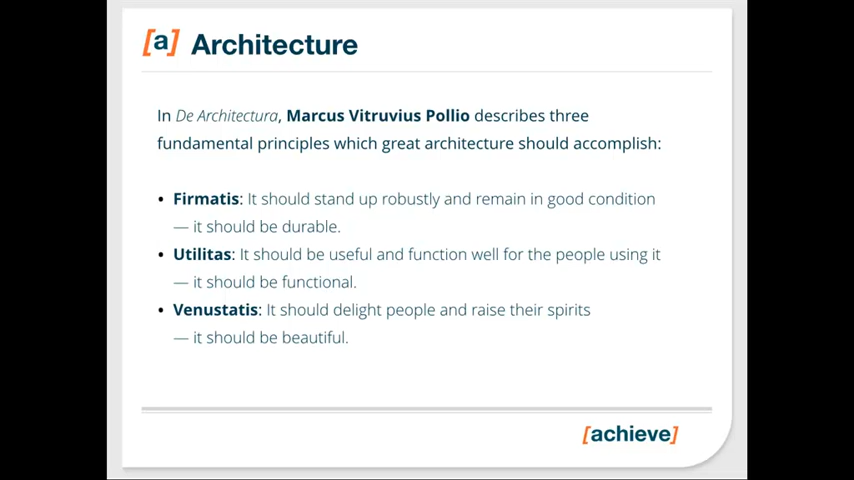 [a] Architecture
In De Architectura, Marcus Vitruvius Pollio describes three
fundamental principles which great architecture should accomplish:
• Firmatis: It should stand up robustly and remain in good condition
— it should be durable.
• Utilitas: It should be useful and function well for the people using it
— it should be functional.
• Venustatis: It should delight people and raise their spirits
— it should be beautiful.
[achieve]